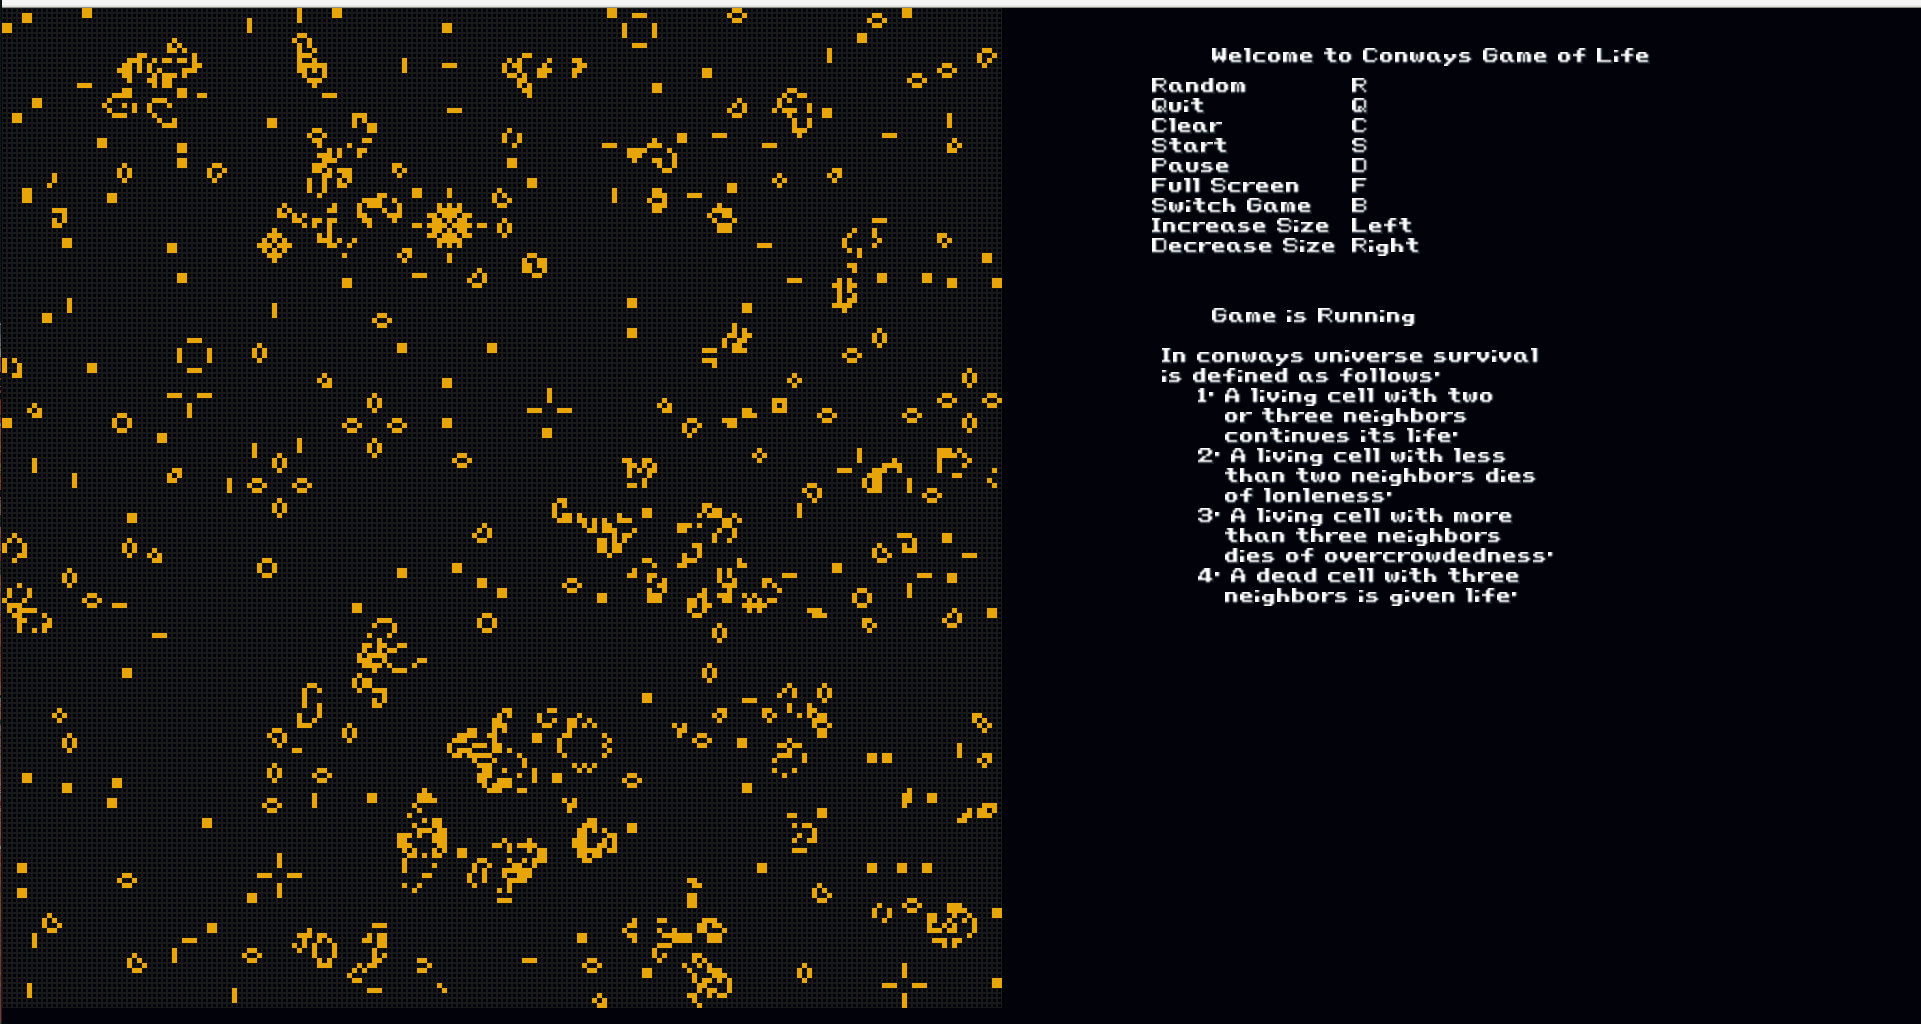 Welcome to Conways Game of Life
Random R
Quit Q
Clear C
Start S
Pause D
Full Screen F
Switch Game B
Increase Size Left
Decrease Size Right
Game is Running
In conways universe survival
is defined as follows.
1. A living cell with two
or three neighbors
continues its life.
2. A living cell with less
than two neighbors dies
of lonleness.
3. A living cell with more
than three neighbors
dies of overcrowdedness.
4. A dead cell with three
neighbors is given life.